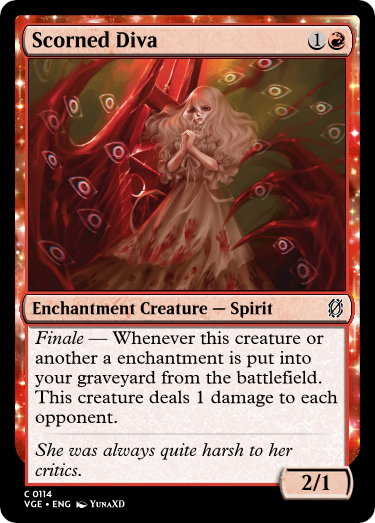 Scorned Diva
1
Enchantment Creature — Spirit
Finale — Whenever this creature or
another a enchantment is put into
your graveyard from the battlefield.
This creature deals 1 damage to each
opponent.
She was always quite harsh to her
critics.
2/1
C 0114
VGE • ENG YunaXD